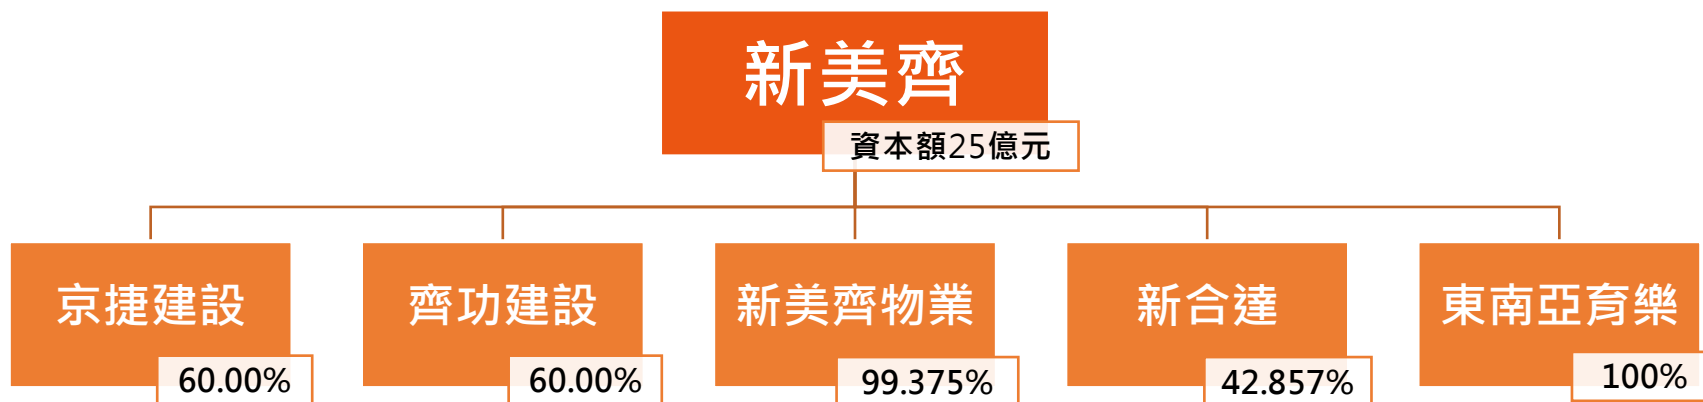 新美齊
資本額25億元
京捷建設
60.00%
齊功建設
60.00%
新美齊物業
99.375%
新合達
42.857%
東南亞育樂
100%